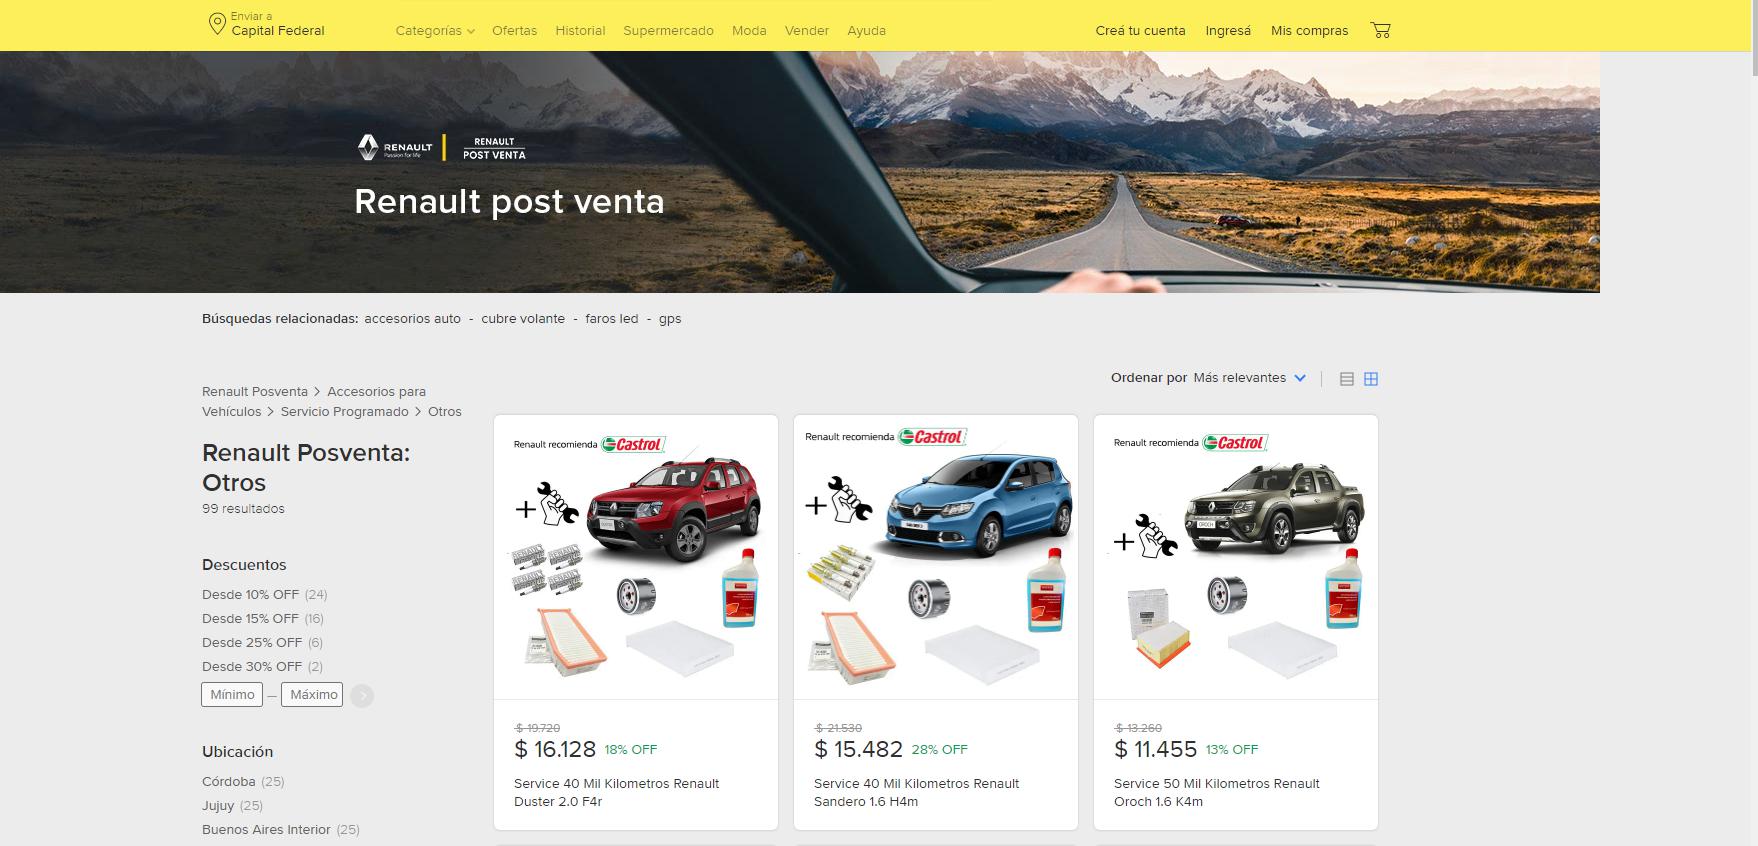 Enviar a
Capital Federal
Categorías
Ofertas
Historial
Supermercado
Moda
Vender
Ayuda
Creá tu cuenta
Ingresá
Mis compras
RENAULT
Passion for life
RENAULT
POST VENTA
Renault post venta
Búsquedas relacionadas: accesorios auto - cubre volante - faros led - gps
Renault Posventa > Accesorios para
Vehículos > Servicio Programado > Otros
Renault Posventa:
Otros
99 resultados
Descuentos
Desde 10% OFF (24)
Desde 15% OFF (16)
Desde 25% OFF (6)
Desde 30% OFF (2)
Mínimo – Máximo
Ubicación
Córdoba (25)
Jujuy (25)
Buenos Aires Interior (25)
Ordenar por Más relevantes
Renault recomienda Castrol
$ 19.720
$ 16.128 18% OFF
Service 40 Mil Kilometros Renault
Duster 2.0 F4r
Renault recomienda Castrol
$ 21.530
$ 15.482 28% OFF
Service 40 Mil Kilometros Renault
Sandero 1.6 H4m
Renault recomienda Castrol
OROCH
$ 13.260
$ 11.455 13% OFF
Service 50 Mil Kilometros Renault
Oroch 1.6 K4m